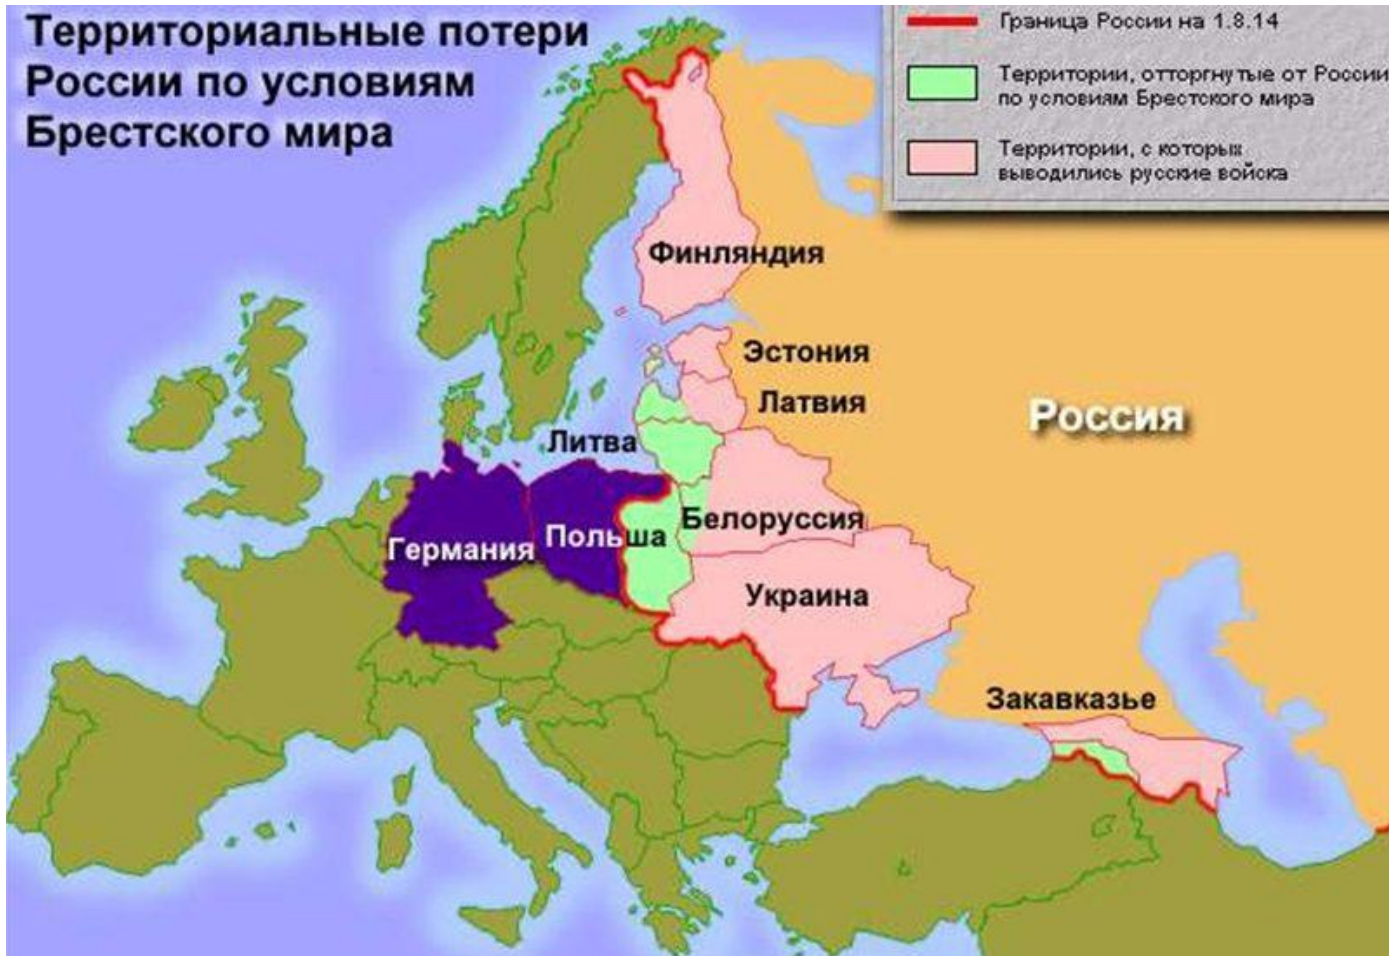 Территориальные потери
России по условиям
Брестского мира
Граница России на 1.8.14
Территории, отторгнутые от России
по условиям Брестского мира
Территории, с которых
выводились русские войска
Финляндия
Эстония
Латвия
Россия
Литва
Белоруссия
Германия
Польша
Украина
Закавказье